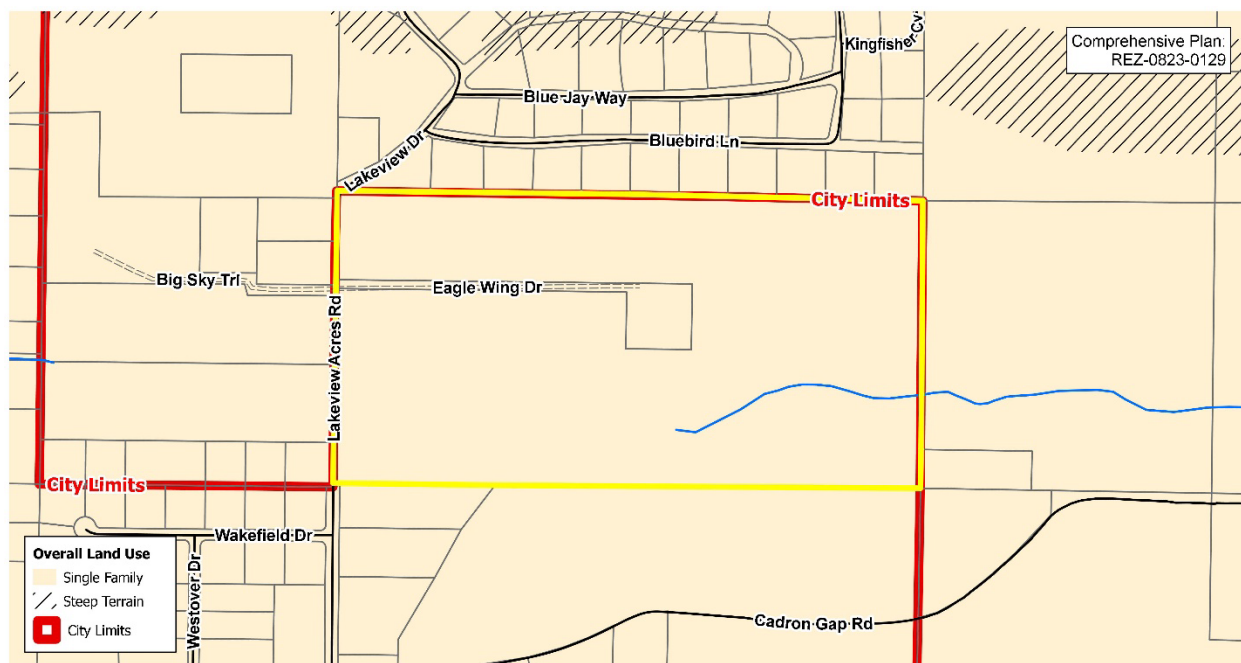 Kingfisher Cv
Comprehensive Plan:
REZ-0823-0129
Blue Jay Way
Bluebird Ln
Lakeview Dr
City Limits
Big Sky Trl
Eagle Wing Dr
Lakeview Acres Rd
City Limits
Wakefield Dr
Westover Dr
Cadron Gap Rd
Overall Land Use
Single Family
Steep Terrain
City Limits